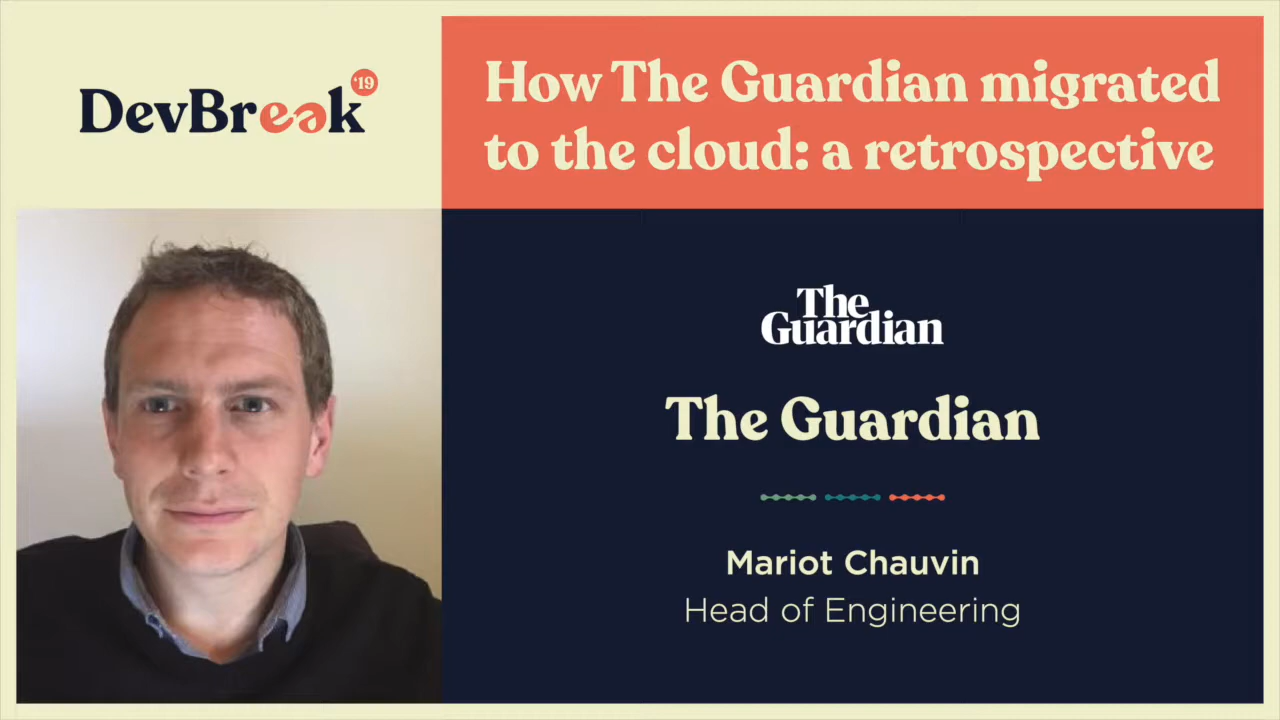 DevBreak '19
How The Guardian migrated
to the cloud: a retrospective
The
Guardian
The Guardian
Mariot Chauvin
Head of Engineering